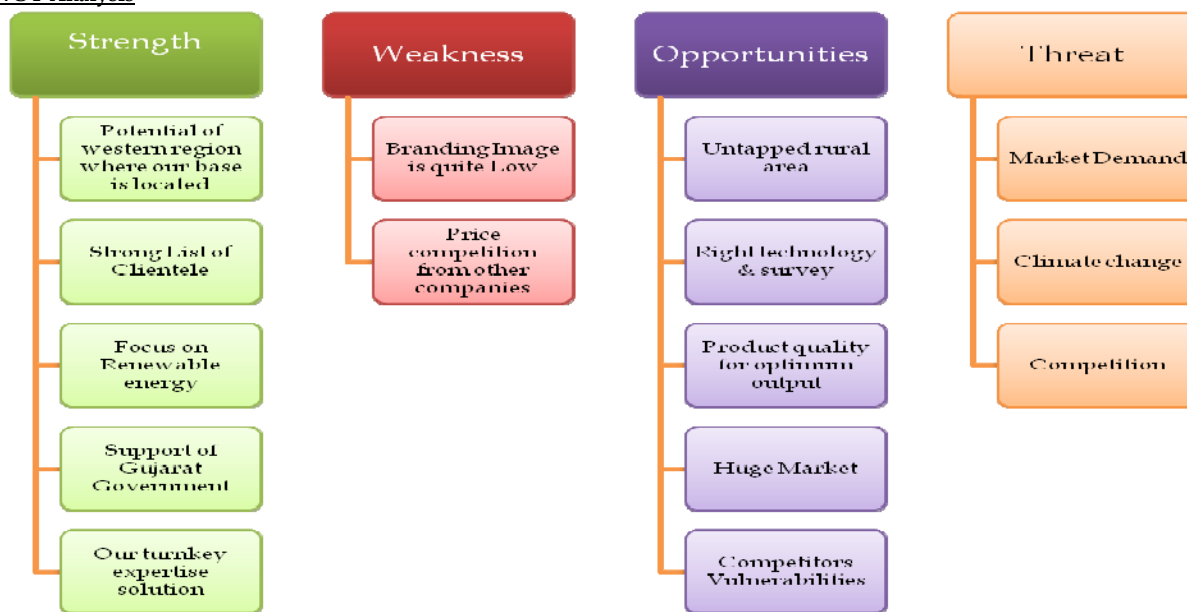 Analysis
Strength
Potential of
western region
where our base
is located
Strong List of
Clientele
Focus on
Renewable
energy
Support of
Gujarat
Government
Our turnkey
expertise
solution
Weakness
Branding Image
is quite Low
Price
competition
from other
companies
Opportunities
Untapped rural
area
Right technology
& survey
Product quality
for optimum
output
Huge Market
Competitors
Vulnerabilities
Threat
Market Demand
Climate change
Competition